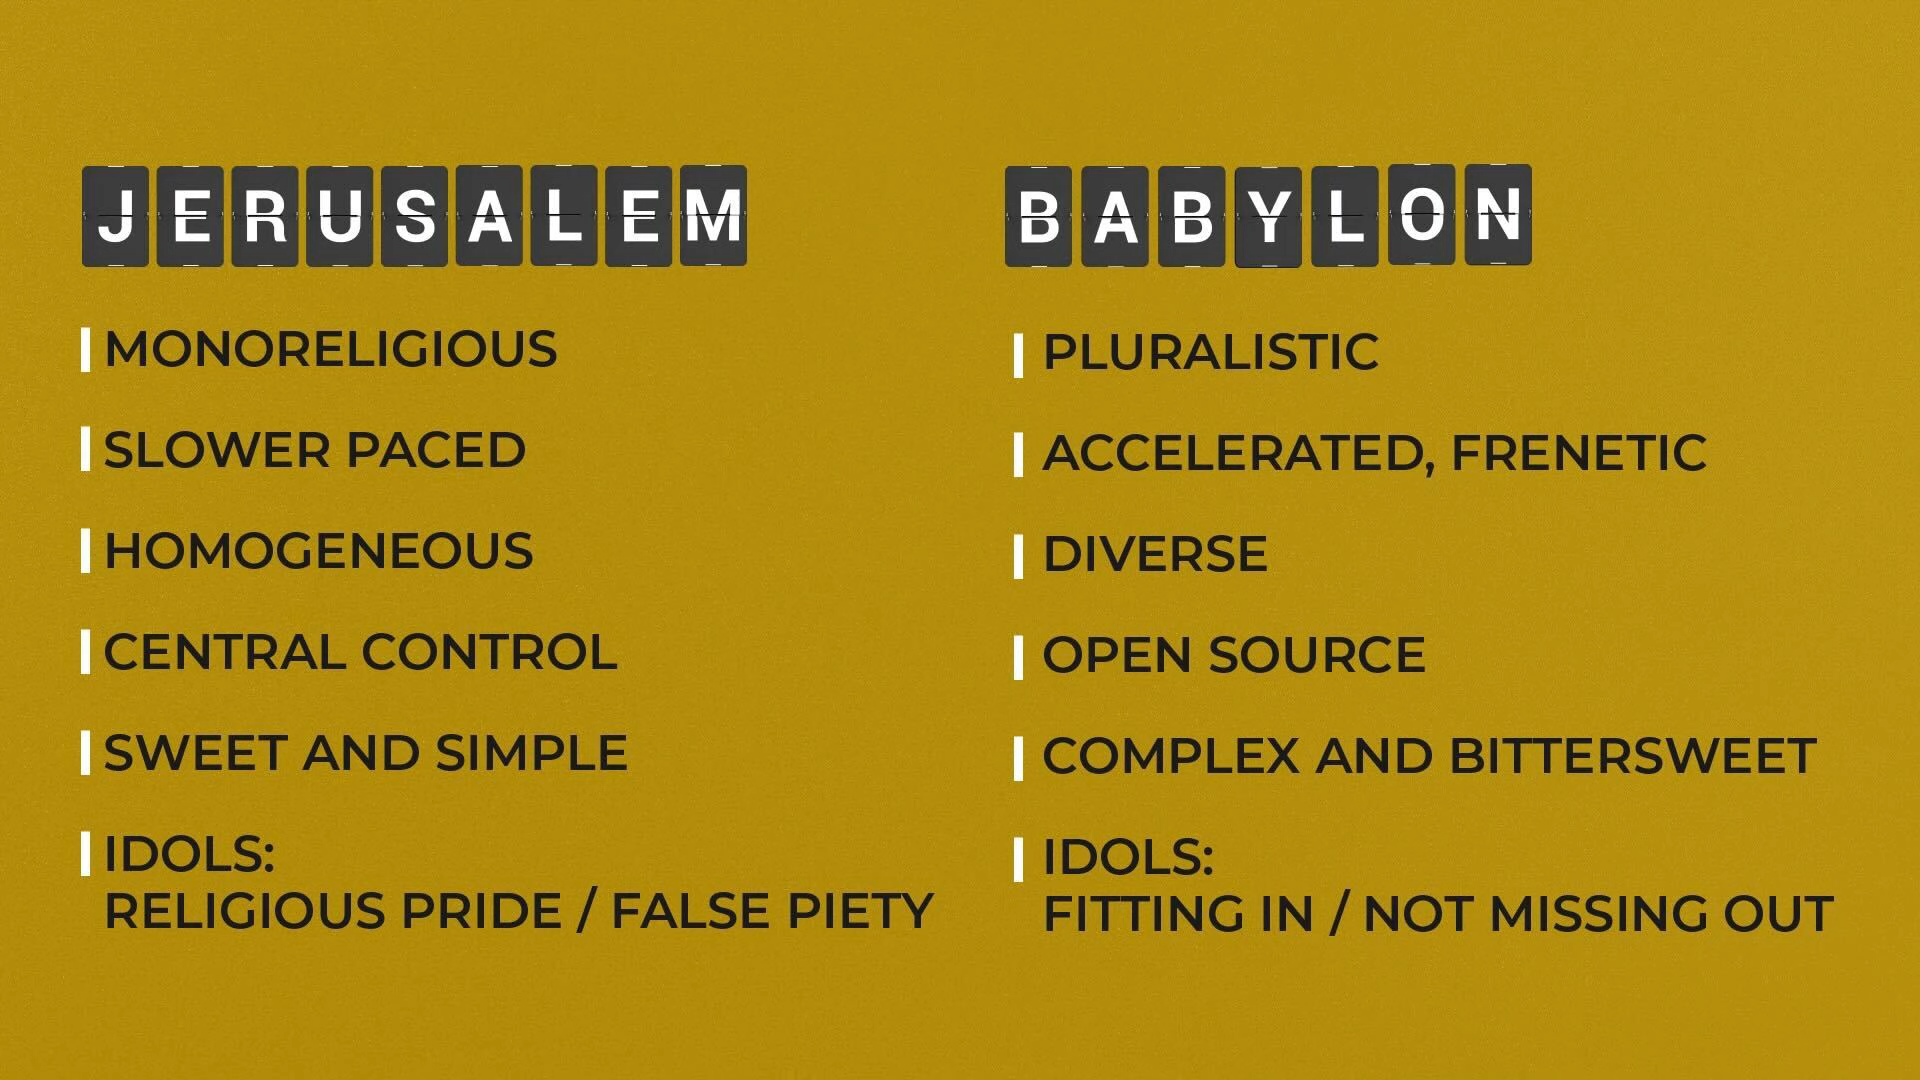 JERUSALEM
MONORELIGIOUS
SLOWER PACED
HOMOGENEOUS
CENTRAL CONTROL
SWEET AND SIMPLE
IDOLS:
RELIGIOUS PRIDE / FALSE PIETY
BABYLON
PLURALISTIC
ACCELERATED, FRENETIC
DIVERSE
OPEN SOURCE
COMPLEX AND BITTERSWEET
IDOLS:
FITTING IN / NOT MISSING OUT